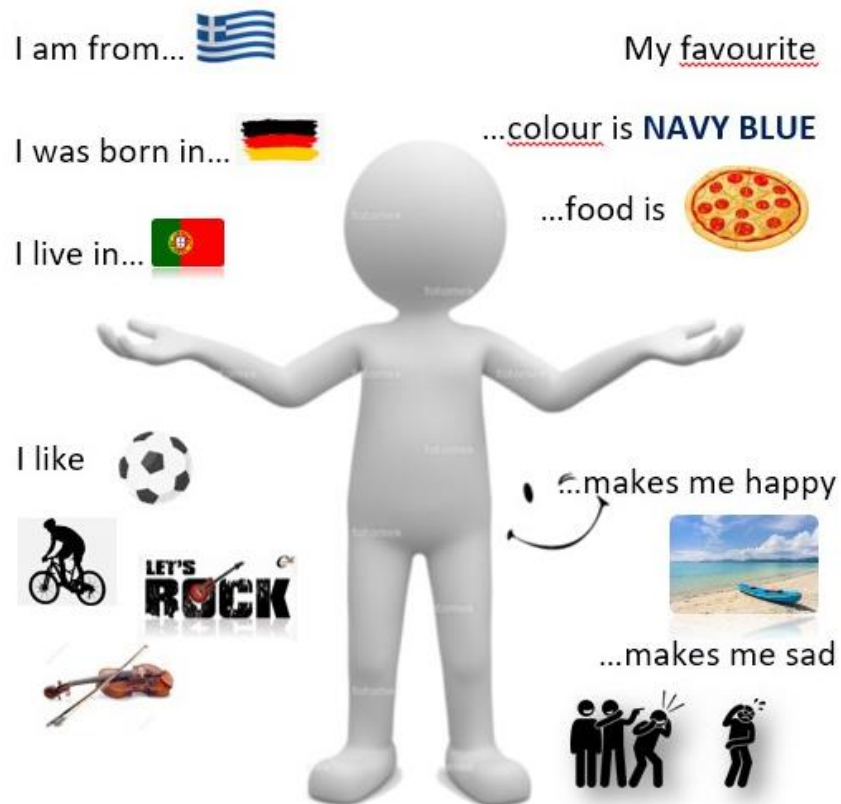 I am from...
My favourite
I was born in...
...colour is NAVY BLUE
...food is
I live in...
I like
...makes me happy
LET'S
ROCK
...makes me sad